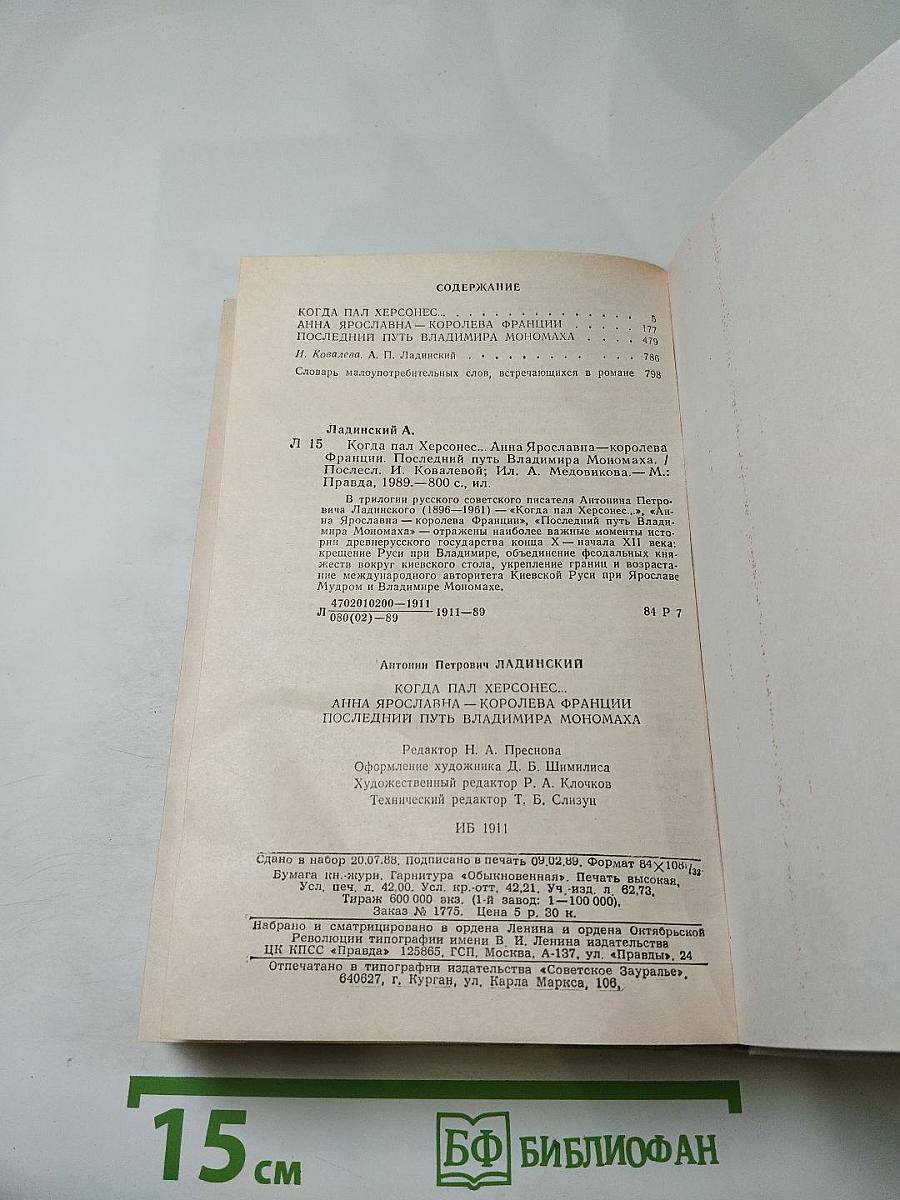 СОДЕРЖАНИЕ
КОГДА ПАЛ ХЕРСОНЕС... . . . . . . . . . . . . . . 5
АННА ЯРОСЛАВНА — КОРОЛЕВА ФРАНЦИИ . . . . . 177
ПОСЛЕДНИЙ ПУТЬ ВЛАДИМИРА МОНОМАХА . . . . 479
И. Ковалева. А. П. Ладинский . . . . . . . . . . . 786
Словарь малоупотребительных слов, встречающихся в романе 798
Ладинский А.
Л 15 Когда пал Херсонес... Анна Ярославна—королева
Франции. Последний путь Владимира Мономаха. /
Послесл. И. Ковалевой; Ил. А. Медовикова.— М.:
Правда, 1989.—800 с., ил.
В трилогии русского советского писателя Антонина Петро-
вича Ладинского (1896—1961) — «Когда пал Херсонес...», «Ан-
на Ярославна — королева Франции», «Последний путь Влади-
мира Мономаха» — отражены наиболее важные моменты исто-
рии древнерусского государства конца X — начала XII века:
крещение Руси при Владимире, объединение феодальных кня-
жеств вокруг киевского стола, укрепление границ и возраста-
ние международного авторитета Киевской Руси при Ярославе
Мудром и Владимире Мономахе.
Л 4702010200—1911 / 080(02)—89 1911—89 84 Р 7
Антонин Петрович ЛАДИНСКИЙ
КОГДА ПАЛ ХЕРСОНЕС...
АННА ЯРОСЛАВНА — КОРОЛЕВА ФРАНЦИИ
ПОСЛЕДНИЙ ПУТЬ ВЛАДИМИРА МОНОМАХА
Редактор Н. А. Преснова
Оформление художника Д. Б. Шимилиса
Художественный редактор Р. А. Клочков
Технический редактор Т. Б. Слизун
ИБ 1911
Сдано в набор 20.07.88. Подписано в печать 09.02.89. Формат 84×108 1/32.
Бумага кн.-журн. Гарнитура «Обыкновенная». Печать высокая.
Усл. печ. л. 42,00. Усл. кр.-отт. 42,21. Уч.-изд. л. 62,73.
Тираж 600 000 экз. (1-й завод: 1—100 000).
Заказ № 1775. Цена 5 р. 30 к.
Набрано и сматрицировано в ордена Ленина и ордена Октябрьской
Революции типографии имени В. И. Ленина издательства
ЦК КПСС «Правда» 125865, ГСП, Москва, А-137, ул. «Правды», 24
Отпечатано в типографии издательства «Советское Зауралье».
640627, г. Курган, ул. Карла Маркса, 106.
15 см
БФ БИБЛИОФАН